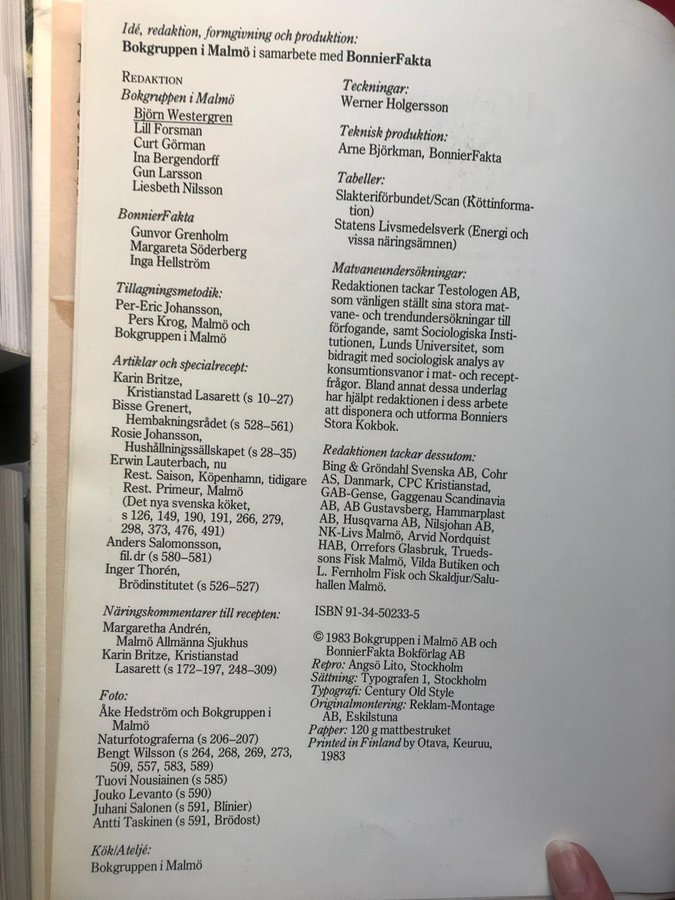 Idé, redaktion, formgivning och produktion:
Bokgruppen i Malmö i samarbete med BonnierFakta
REDAKTION
Bokgruppen i Malmö
Björn Westergren
Lill Forsman
Curt Görman
Ina Bergendorff
Gun Larsson
Liesbeth Nilsson
BonnierFakta
Gunvor Grenholm
Margareta Söderberg
Inga Hellström
Tillagningsmetodik:
Per-Eric Johansson,
Pers Krog, Malmö och
Bokgruppen i Malmö
Artiklar och specialrecept:
Karin Britze,
Kristianstad Lasarett (s 10–27)
Bisse Grenert,
Hembakningsrådet (s 528–561)
Rosie Johansson,
Hushållningssällskapet (s 28–35)
Erwin Lauterbach, nu
Rest. Saison, Köpenhamn, tidigare
Rest. Primeur, Malmö
(Det nya svenska köket,
s 126, 149, 190, 191, 266, 279,
298, 373, 476, 491)
Anders Salomonsson,
fil.dr (s 580–581)
Inger Thorén,
Brödinstitutet (s 526–527)
Näringskommentarer till recepten:
Margaretha Andrén,
Malmö Allmänna Sjukhus
Karin Britze, Kristianstad
Lasarett (s 172–197, 248–309)
Foto:
Åke Hedström och Bokgruppen i
Malmö
Naturfotograferna (s 206–207)
Bengt Wilsson (s 264, 268, 269, 273,
509, 557, 583, 589)
Tuovi Nousiainen (s 585)
Jouko Levanto (s 590)
Juhani Salonen (s 591, Blinier)
Antti Taskinen (s 591, Brödost)
Kök/Ateljé:
Bokgruppen i Malmö
Teckningar:
Werner Holgersson
Teknisk produktion:
Arne Björkman, BonnierFakta
Tabeller:
Slakteriförbundet/Scan (Köttinforma-
tion)
Statens Livsmedelsverk (Energi och
vissa näringsämnen)
Matvaneundersökningar:
Redaktionen tackar Testologen AB,
som vänligen ställt sina stora mat-
vane- och trendundersökningar till
förfogande, samt Sociologiska Insti-
tutionen, Lunds Universitet, som
bidragit med sociologisk analys av
konsumtionsvanor i mat- och recept-
frågor. Bland annat dessa underlag
har hjälpt redaktionen i dess arbete
att disponera och utforma Bonniers
Stora Kokbok.
Redaktionen tackar dessutom:
Bing & Gröndahl Svenska AB, Cohr
AS, Danmark, CPC Kristianstad,
GAB-Gense, Gaggenau Scandinavia
AB, AB Gustavsberg, Hammarplast
AB, Husqvarna AB, Nilsjohan AB,
NK-Livs Malmö, Arvid Nordquist
HAB, Orrefors Glasbruk, Trueds-
sons Fisk Malmö, Vilda Butiken och
L. Fernholm Fisk och Skaldjur/Salu-
hallen Malmö.
ISBN 91-34-50233-5
© 1983 Bokgruppen i Malmö AB och
BonnierFakta Bokförlag AB
Repro: Angsö Lito, Stockholm
Sättning: Typografen 1, Stockholm
Typografi: Century Old Style
Originalmontering: Reklam-Montage
AB, Eskilstuna
Papper: 120 g mattbestruket
Printed in Finland by Otava, Keuruu,
1983